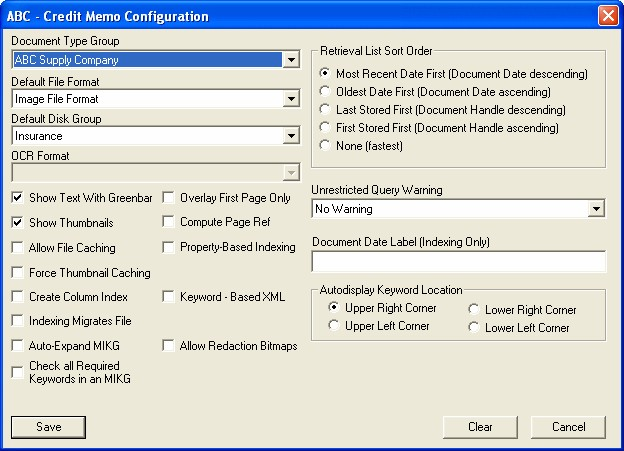 ABC - Credit Memo Configuration
Document Type Group
ABC Supply Company
Default File Format
Image File Format
Default Disk Group
Insurance
OCR Format
Show Text With Greenbar
Overlay First Page Only
Show Thumbnails
Compute Page Ref
Allow File Caching
Property-Based Indexing
Force Thumbnail Caching
Create Column Index
Keyword - Based XML
Indexing Migrates File
Auto-Expand MIKG
Allow Redaction Bitmaps
Check all Required
Keywords in an MIKG
Retrieval List Sort Order
Most Recent Date First (Document Date descending)
Oldest Date First (Document Date ascending)
Last Stored First (Document Handle descending)
First Stored First (Document Handle ascending)
None (fastest)
Unrestricted Query Warning
No Warning
Document Date Label (Indexing Only)
Autodisplay Keyword Location
Upper Right Corner
Lower Right Corner
Upper Left Corner
Lower Left Corner
Save
Clear
Cancel